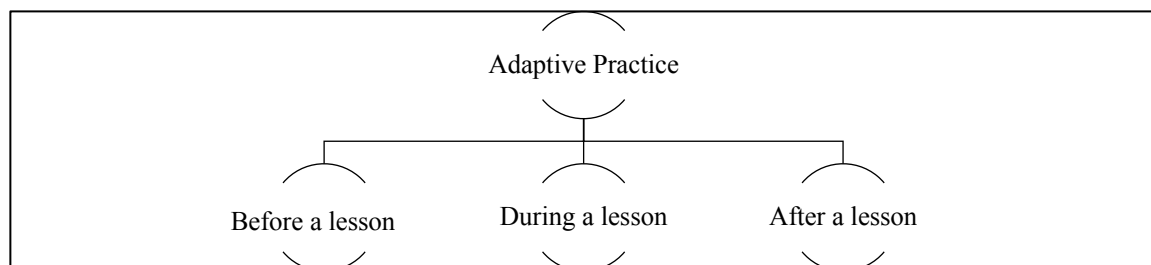 Adaptive Practice
Before a lesson
During a lesson
After a lesson